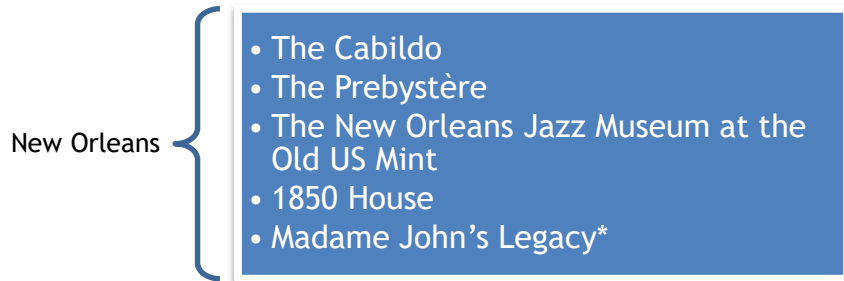 New Orleans
• The Cabildo
• The Prebystère
• The New Orleans Jazz Museum at the
Old US Mint
• 1850 House
• Madame John’s Legacy*